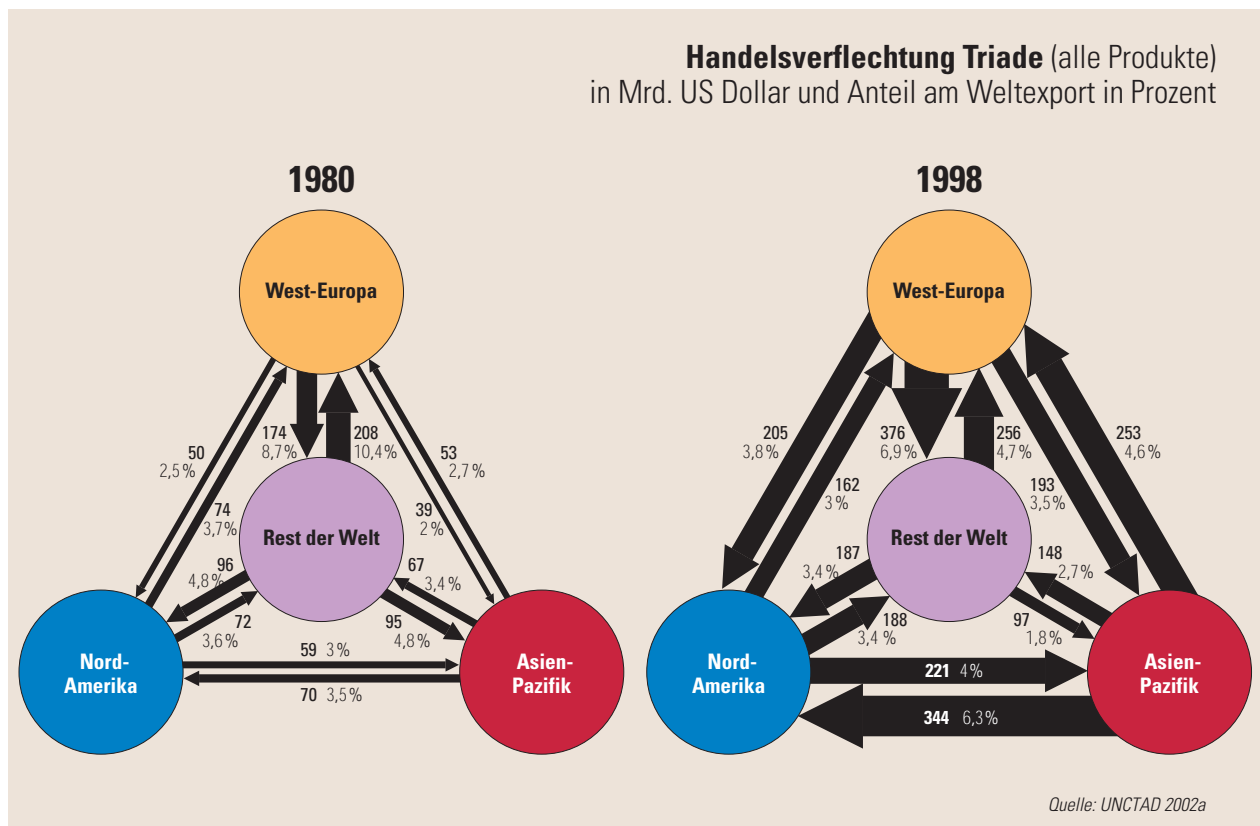 Handelsverflechtung Triade (alle Produkte)
in Mrd. US Dollar und Anteil am Weltexport in Prozent
1980
West-Europa
50
2,5 %
174
8,7 %
208
10,4 %
53
2,7 %
74
3,7 %
39
2 %
Rest der Welt
96
4,8 %
67
3,4 %
72
3,6 %
95
4,8 %
59 3 %
70 3,5 %
Nord-
Amerika
Asien-
Pazifik
1998
West-Europa
205
3,8 %
376
6,9 %
256
4,7 %
253
4,6 %
162
3 %
193
3,5 %
Rest der Welt
187
3,4 %
148
2,7 %
188
3,4 %
97
1,8 %
221 4 %
344 6,3 %
Nord-
Amerika
Asien-
Pazifik
Quelle: UNCTAD 2002a